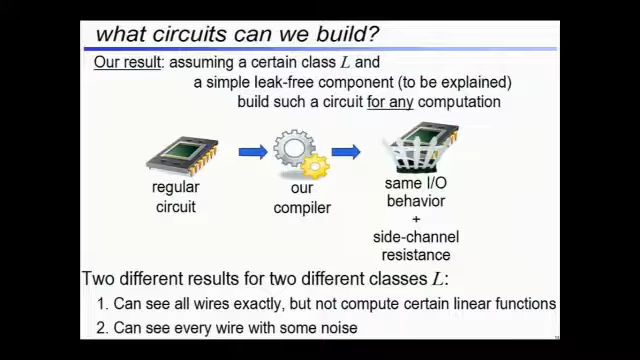 what circuits can we build?
Our result: assuming a certain class L and
a simple leak-free component (to be explained)
build such a circuit for any computation
regular
circuit
our
compiler
same I/O
behavior
+
side-channel
resistance
Two different results for two different classes L:
1. Can see all wires exactly, but not compute certain linear functions
2. Can see every wire with some noise